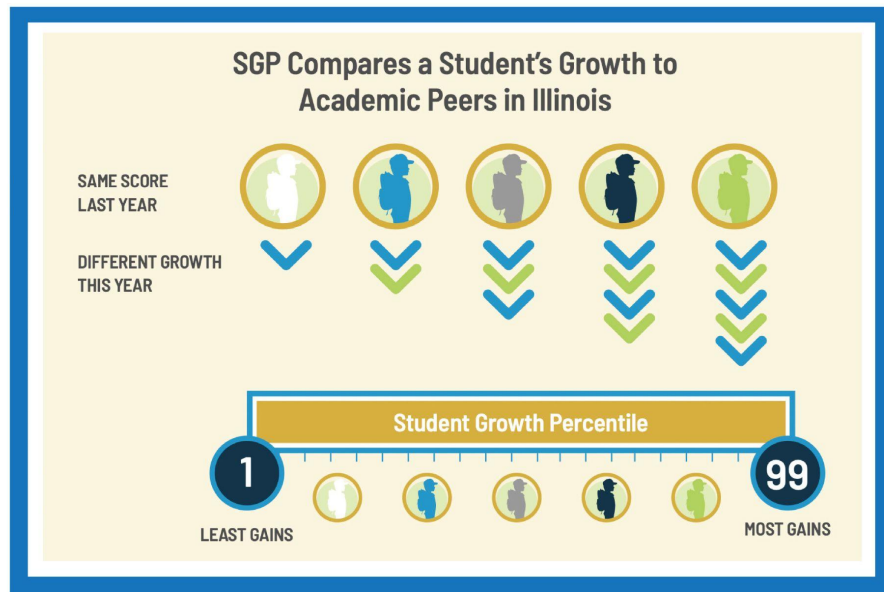 SGP Compares a Student's Growth to
Academic Peers in Illinois
SAME SCORE
LAST YEAR
DIFFERENT GROWTH
THIS YEAR
Student Growth Percentile
1
99
LEAST GAINS
MOST GAINS